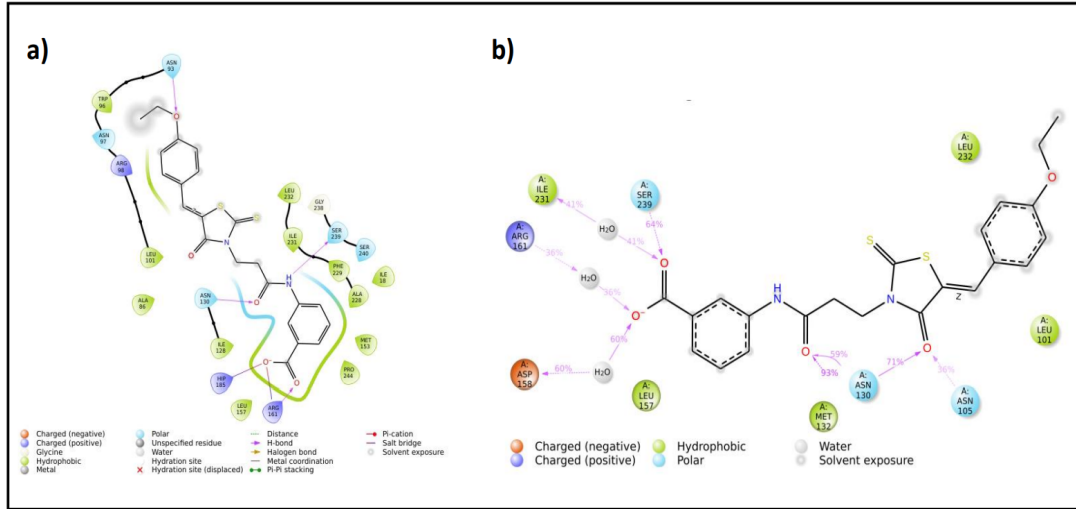 a)
ASN
93
TRP
96
ASN
97
ARG
98
LEU
101
ALA
86
O
S
S
N
O
O
NH
O⁻
O
LEU
232
GLY
238
ILE
231
SER
239
SER
240
PHE
229
ILE
18
ALA
228
ASN
130
ILE
128
MET
153
PRO
244
HIP
185
LEU
157
ARG
161
Charged (negative)
Charged (positive)
Glycine
Hydrophobic
Metal
Polar
Unspecified residue
Water
Hydration site
Hydration site (displaced)
Distance
H-bond
Halogen bond
Metal coordination
Pi-Pi stacking
Pi-cation
Salt bridge
Solvent exposure
b)
A:
ILE
231
A:
SER
239
A:
ARG
161
A:
ASP
158
A:
LEU
157
A:
LEU
232
A:
LEU
101
A:
ASN
130
A:
ASN
105
A:
MET
132
41%
H₂O
41%
64%
36%
H₂O
36%
60%
60%
H₂O
59%
93%
71%
36%
O
O⁻
H
N
O
S
S
N
O
Z
O
Charged (negative)
Charged (positive)
Hydrophobic
Polar
Water
Solvent exposure